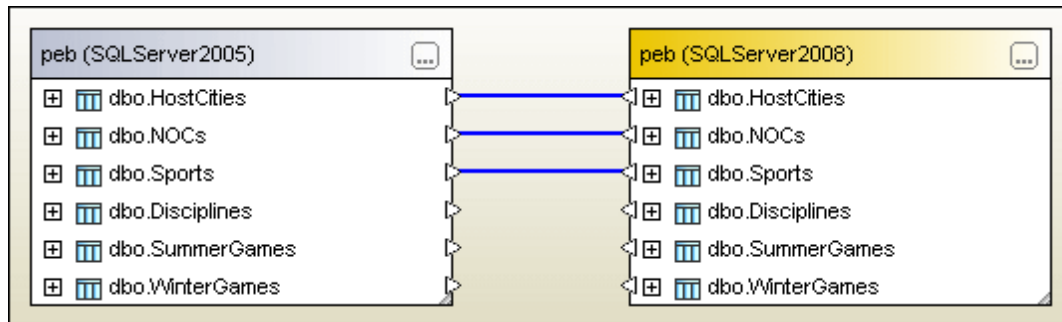 peb (SQLServer2005)
...
dbo.HostCities
dbo.NOCs
dbo.Sports
dbo.Disciplines
dbo.SummerGames
dbo.WinterGames
peb (SQLServer2008)
...
dbo.HostCities
dbo.NOCs
dbo.Sports
dbo.Disciplines
dbo.SummerGames
dbo.WinterGames